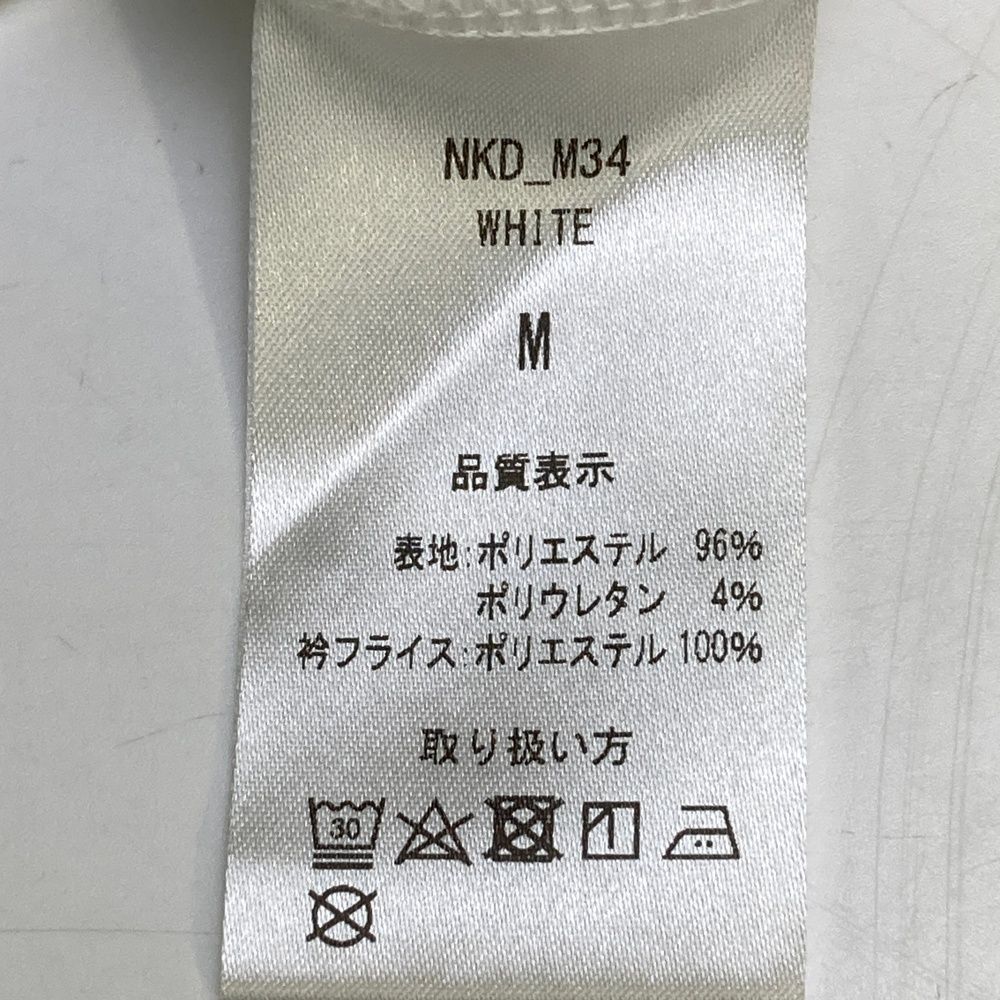 NKD_M34
WHITE
M
品質表示
表地:ポリエステル 96%
ポリウレタン 4%
衿フライス:ポリエステル 100%
取り扱い方
30